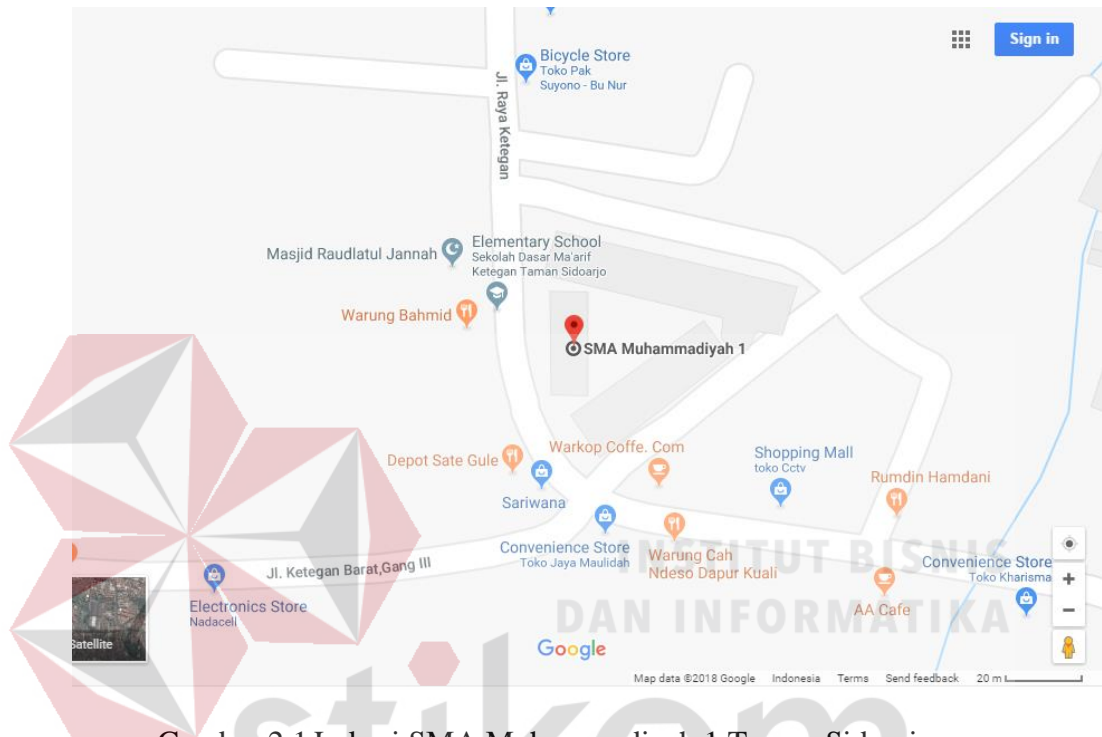 Sign in
Bicycle Store
Toko Pak
Suyono - Bu Nur
Jl. Raya Ketegan
Masjid Raudlatul Jannah
Elementary School
Sekolah Dasar Ma'arif
Ketegan Taman Sidoarjo
Warung Bahmid
SMA Muhammadiyah 1
Depot Sate Gule
Warkop Coffe. Com
Shopping Mall
toko Cctv
Rumdin Hamdani
Sariwana
Convenience Store
Toko Jaya Maulidah
Warung Cah
Ndeso Dapur Kuali
INSTITUT BISNIS
DAN INFORMATIKA
Convenience Store
Toko Kharisma
Jl. Ketegan Barat,Gang III
Electronics Store
Nadacell
AA Cafe
Satellite
Google
Map data ©2018 Google Indonesia Terms Send feedback 20 m
stikom